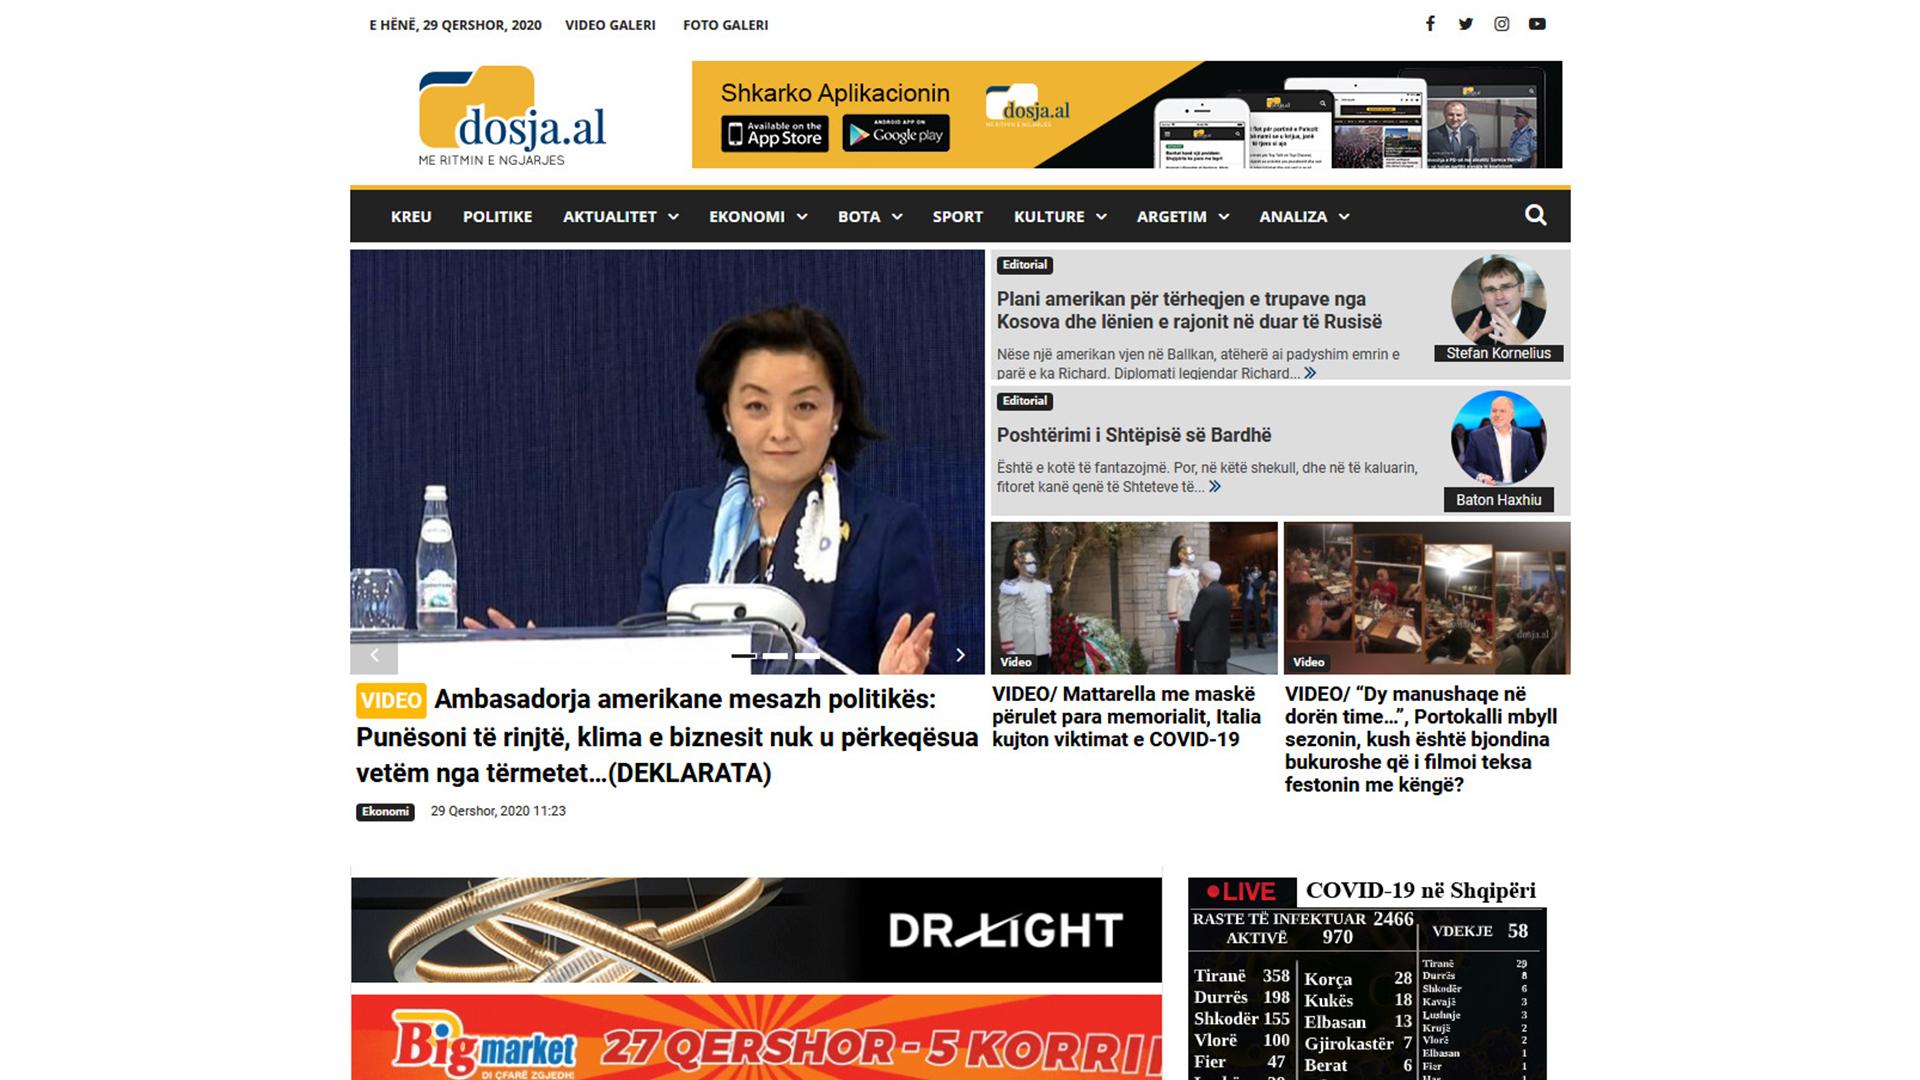 E HËNË, 29 QERSHOR, 2020 VIDEO GALERI FOTO GALERI
dosja.al
ME RITMIN E NGJARJES
Shkarko Aplikacionin
Available on the
App Store
ANDROID APP ON
Google play
dosja.al
KREU POLITIKE AKTUALITET EKONOMI BOTA SPORT KULTURE ARGETIM ANALIZA
Editorial
Plani amerikan për tërheqjen e trupave nga
Kosova dhe lënien e rajonit në duar të Rusisë
Nëse një amerikan vjen në Ballkan, atëherë ai padyshim emrin e
parë e ka Richard. Diplomati legjendar Richard...
Stefan Kornelius
Editorial
Poshtërimi i Shtëpisë së Bardhë
Është e kotë të fantazojmë. Por, në këtë shekull, dhe në të kaluarin,
fitoret kanë qenë të Shteteve të...
Baton Haxhiu
VIDEO Ambasadorja amerikane mesazh politikës:
Punësoni të rinjtë, klima e biznesit nuk u përkeqësua
vetëm nga tërmetet...(DEKLARATA)
Ekonomi 29 Qershor, 2020 11:23
Video
VIDEO/ Mattarella me maskë
përulet para memorialit, Italia
kujton viktimat e COVID-19
dosja.al
Video
VIDEO/ “Dy manushaqe në
dorën time...”, Portokalli mbyll
sezonin, kush është bjondina
bukuroshe që i filmoi teksa
festonin me këngë?
DR.LIGHT
Big market
DI ÇFARË ZGJEDH!
27 QERSHOR - 5 KORRI
LIVE COVID-19 në Shqipëri
RASTE TË INFEKTUAR 2466
AKTIVË 970
VDEKJE 58
Tiranë 358
Durrës 198
Shkodër 155
Vlorë 100
Fier 47
Korça 28
Kukës 18
Elbasan 13
Gjirokastër 7
Berat 6
Tiranë 29
Durrës 8
Shkodër 6
Kavajë 3
Lushnje 3
Krujë 2
Vlorë 2
Elbasan 1
Fier 1